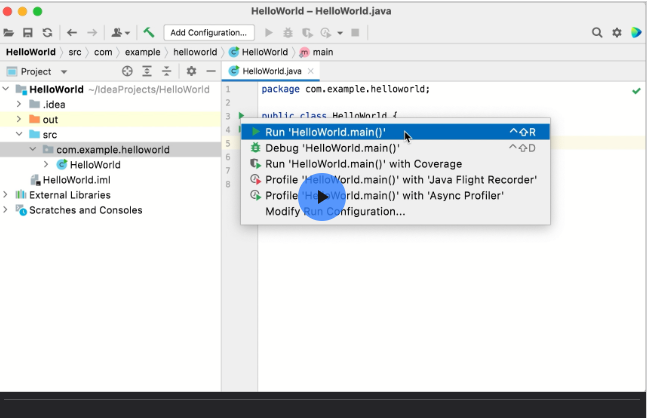 HelloWorld – HelloWorld.java
Add Configuration...
HelloWorld src com example helloworld HelloWorld main
Project
HelloWorld.java
HelloWorld ~/IdeaProjects/HelloWorld
.idea
out
src
com.example.helloworld
HelloWorld
HelloWorld.iml
External Libraries
Scratches and Consoles
1 package com.example.helloworld;
2
3 public class HelloWorld {
4
5
6
7
8
Run 'HelloWorld.main()' ^⇧R
Debug 'HelloWorld.main()' ^⇧D
Run 'HelloWorld.main()' with Coverage
Profile 'HelloWorld.main()' with 'Java Flight Recorder'
Profile 'HelloWorld.main()' with 'Async Profiler'
Modify Run Configuration...